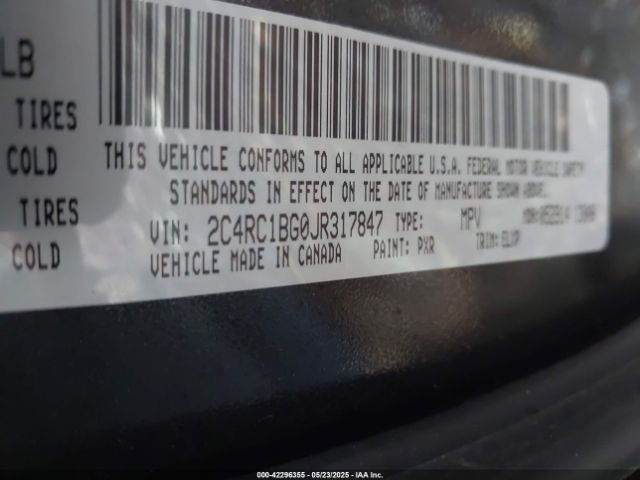 LB
TIRES
COLD
TIRES
COLD
THIS VEHICLE CONFORMS TO ALL APPLICABLE U.S.A. FEDERAL MOTOR VEHICLE SAFETY
STANDARDS IN EFFECT ON THE DATE OF MANUFACTURE SHOWN ABOVE.
VIN: 2C4RC1BG0JR317847 TYPE: MPV
VEHICLE MADE IN CANADA PAINT: PXR TRIM:
000-42296355 - 05/23/2025 - IAA Inc.